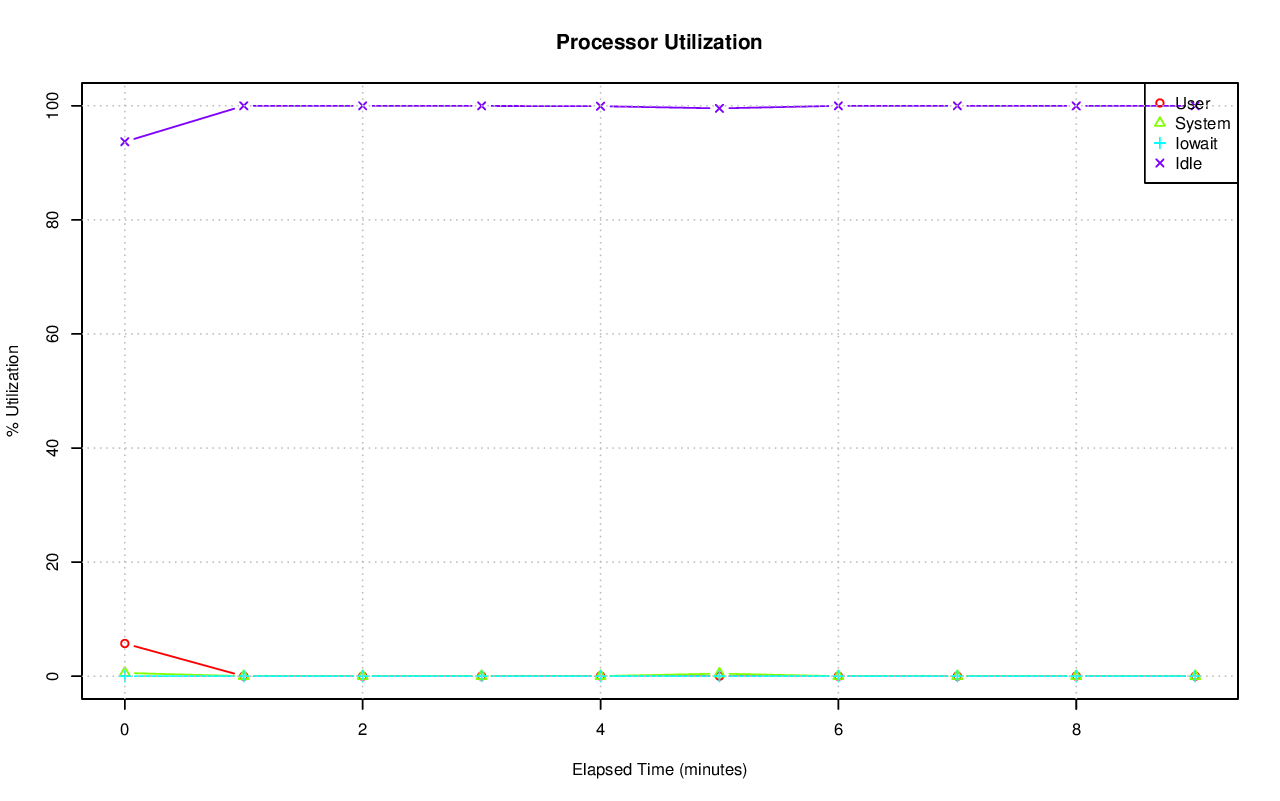 Processor Utilization
100
80
60
40
20
0
% Utilization
User
System
Iowait
Idle
0 2 4 6 8
Elapsed Time (minutes)